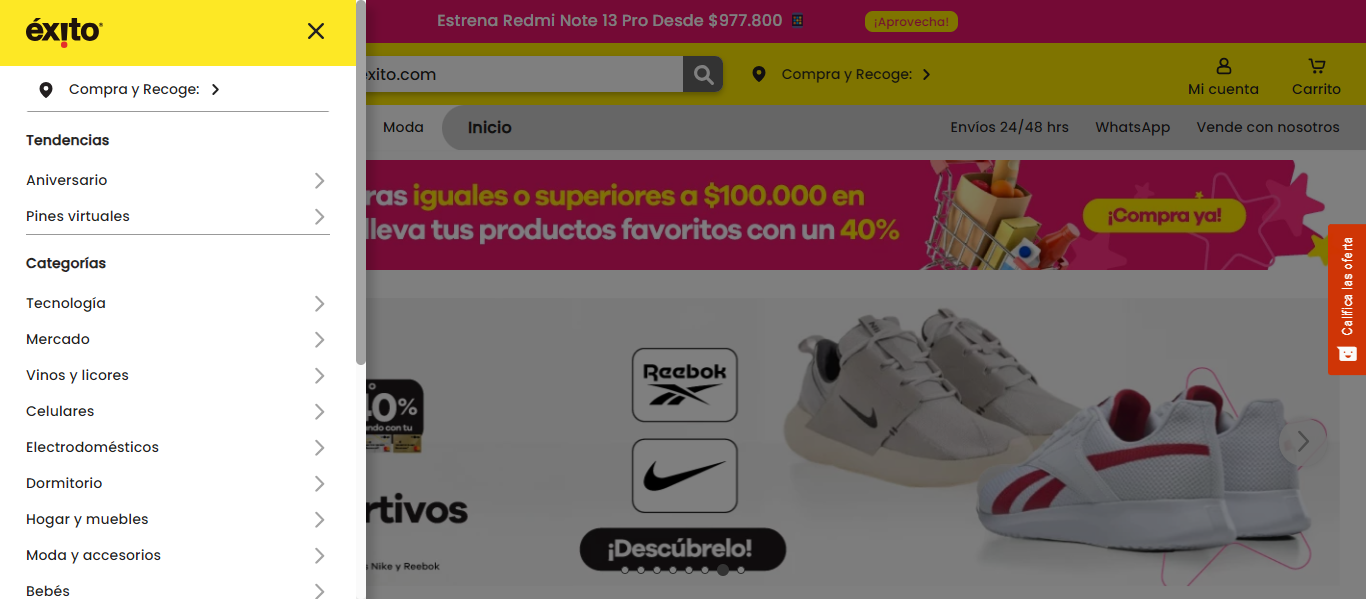 éxito
Compra y Recoge:
Tendencias
Aniversario
Pines virtuales
Categorías
Tecnología
Mercado
Vinos y licores
Celulares
Electrodomésticos
Dormitorio
Hogar y muebles
Moda y accesorios
Bebés
Estrena Redmi Note 13 Pro Desde $977.800
¡Aprovecha!
éxito.com
Compra y Recoge:
Mi cuenta
Carrito
Moda
Inicio
Envíos 24/48 hrs
WhatsApp
Vende con nosotros
ras iguales o superiores a $100.000 en
lleva tus productos favoritos con un 40%
¡Compra ya!
Califica las oferta
Reebok
40%
ndo con tu
rtivos
¡Descúbrelo!
s Nike y Reebok